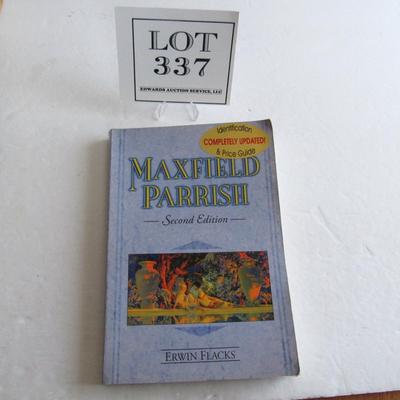 LOT
337
EDWARDS AUCTION SERVICE, LLC
Identification
COMPLETELY UPDATED!
& Price Guide
MAXFIELD
PARRISH
Second Edition
ERWIN FLACKS